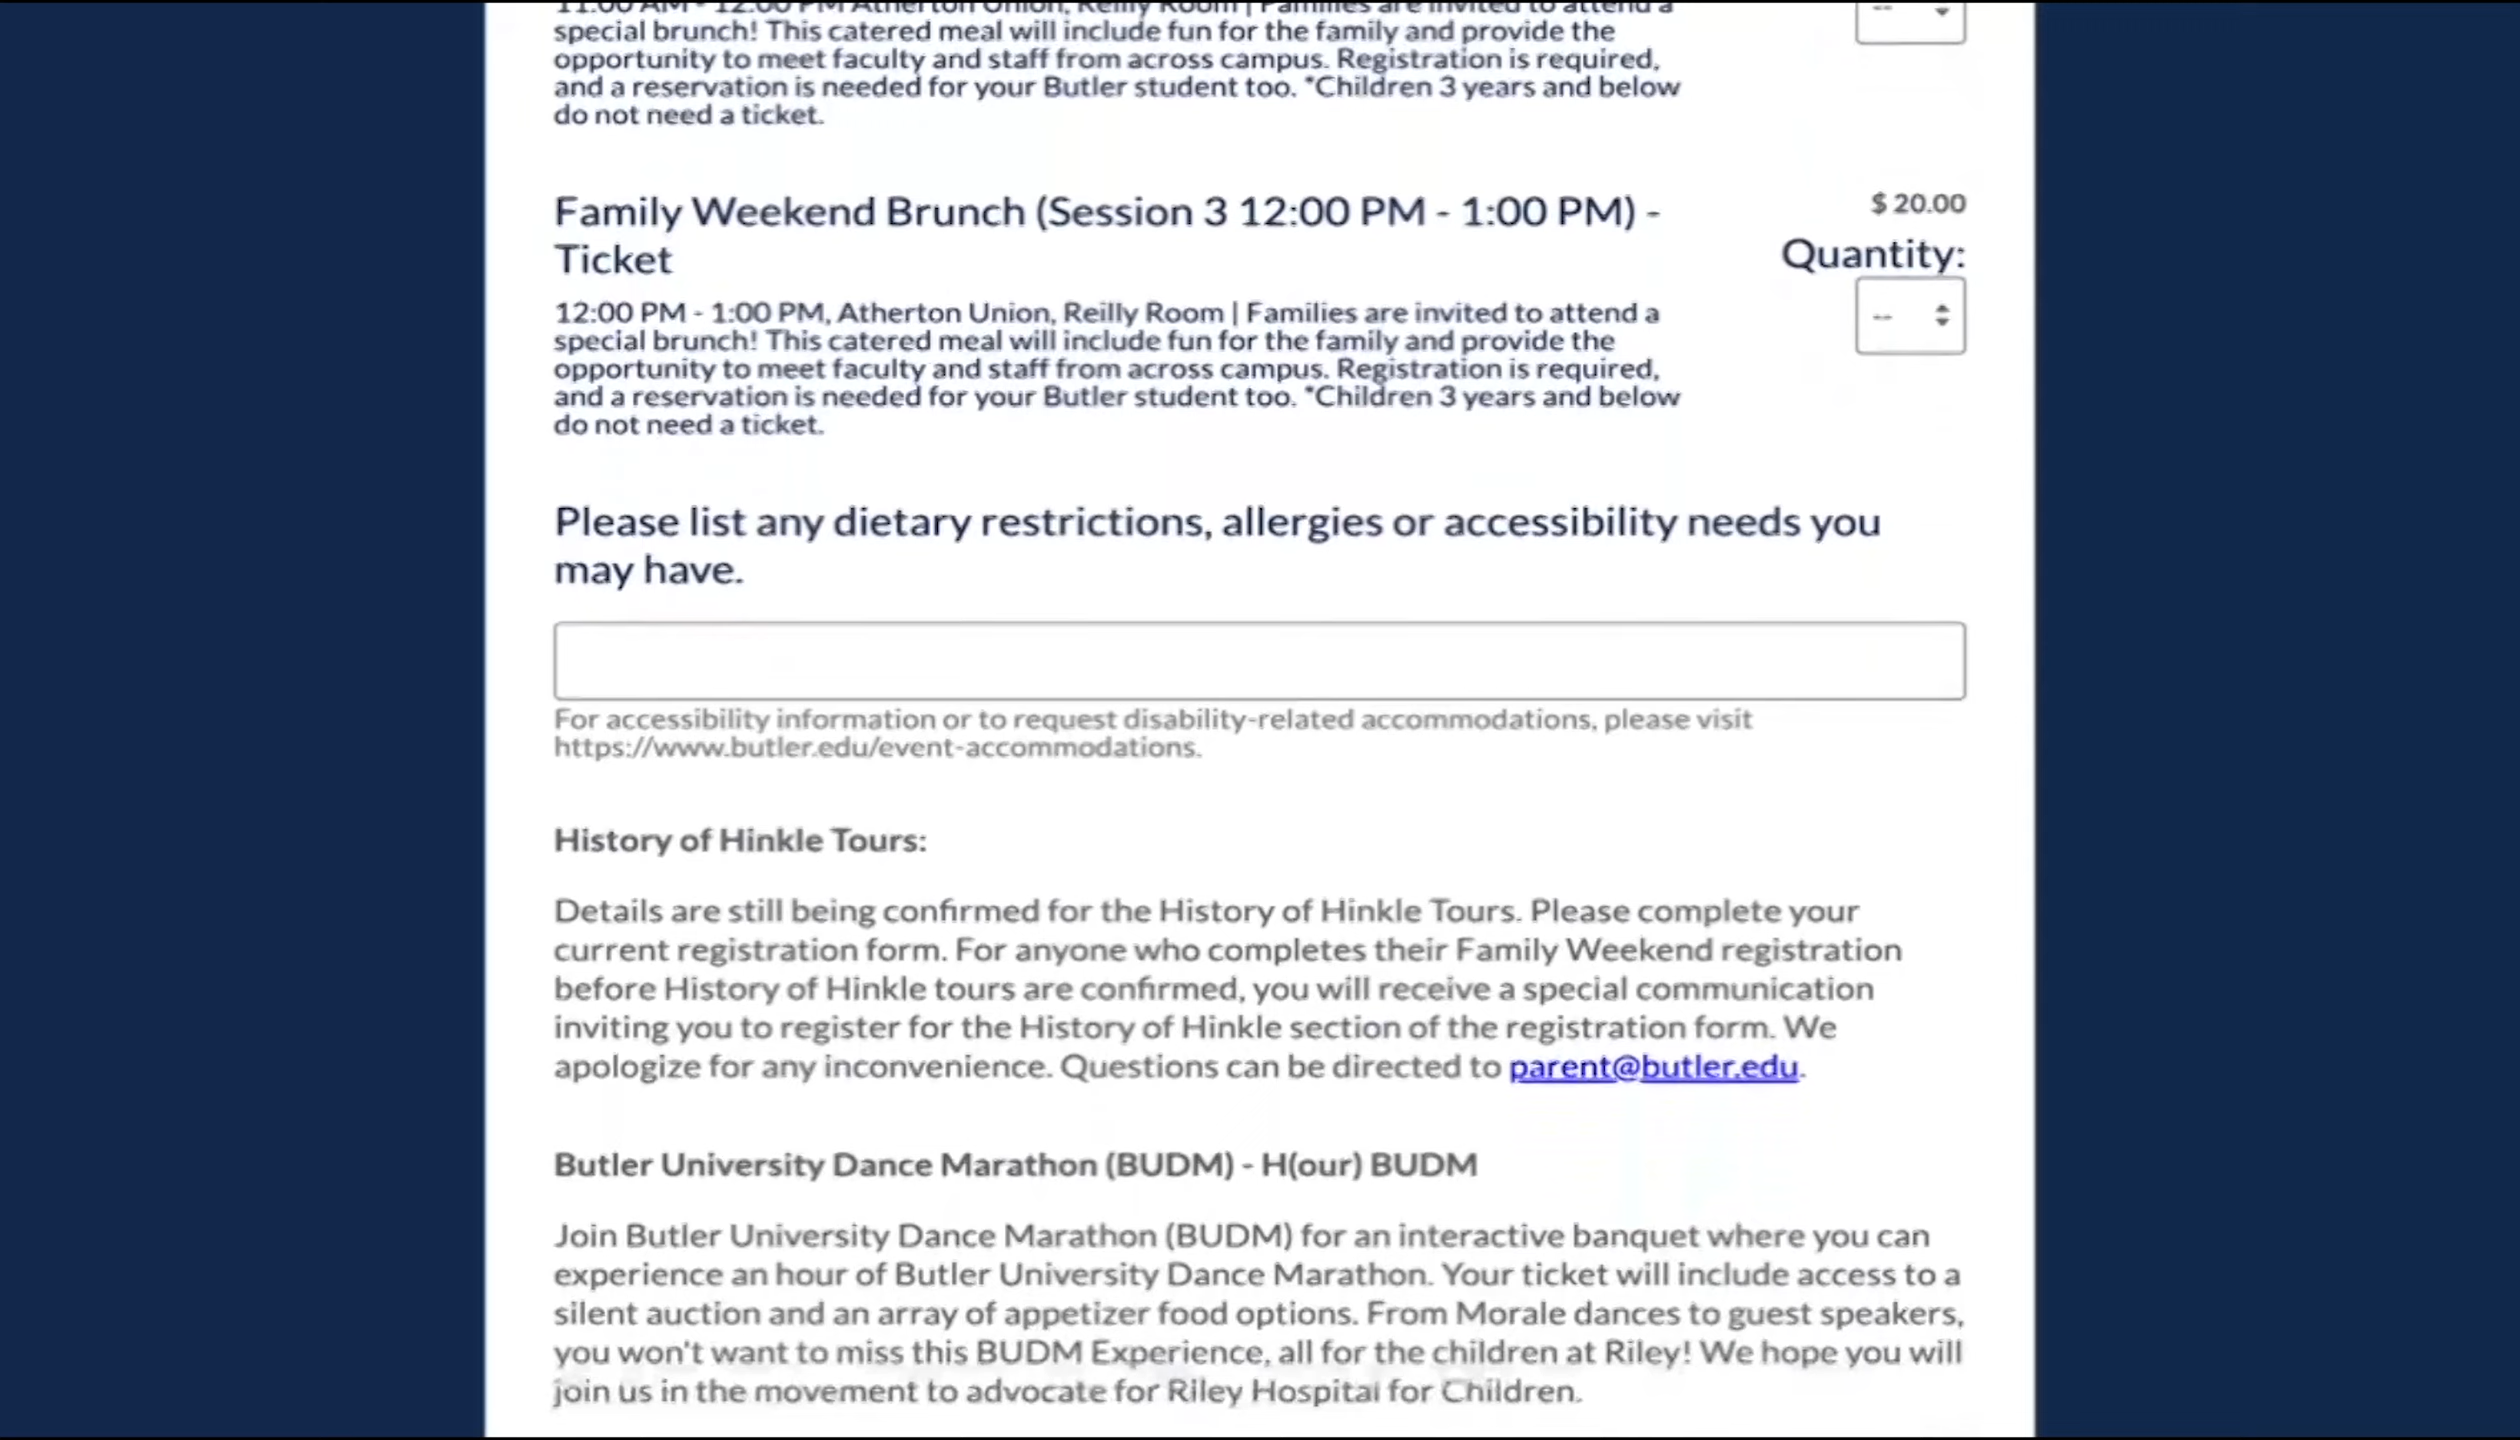 11:00 AM - 12:00 PM Atherton Union, Reilly Room | Families are invited to attend a
--
special brunch! This catered meal will include fun for the family and provide the
opportunity to meet faculty and staff from across campus. Registration is required,
and a reservation is needed for your Butler student too. *Children 3 years and below
do not need a ticket.
Family Weekend Brunch (Session 3 12:00 PM - 1:00 PM) -
Ticket
$ 20.00
Quantity:
--
12:00 PM - 1:00 PM, Atherton Union, Reilly Room | Families are invited to attend a
special brunch! This catered meal will include fun for the family and provide the
opportunity to meet faculty and staff from across campus. Registration is required,
and a reservation is needed for your Butler student too. *Children 3 years and below
do not need a ticket.
Please list any dietary restrictions, allergies or accessibility needs you
may have.
For accessibility information or to request disability-related accommodations, please visit
https://www.butler.edu/event-accommodations.
History of Hinkle Tours:
Details are still being confirmed for the History of Hinkle Tours. Please complete your
current registration form. For anyone who completes their Family Weekend registration
before History of Hinkle tours are confirmed, you will receive a special communication
inviting you to register for the History of Hinkle section of the registration form. We
apologize for any inconvenience. Questions can be directed to parent@butler.edu.
Butler University Dance Marathon (BUDM) - H(our) BUDM
Join Butler University Dance Marathon (BUDM) for an interactive banquet where you can
experience an hour of Butler University Dance Marathon. Your ticket will include access to a
silent auction and an array of appetizer food options. From Morale dances to guest speakers,
you won't want to miss this BUDM Experience, all for the children at Riley! We hope you will
join us in the movement to advocate for Riley Hospital for Children.